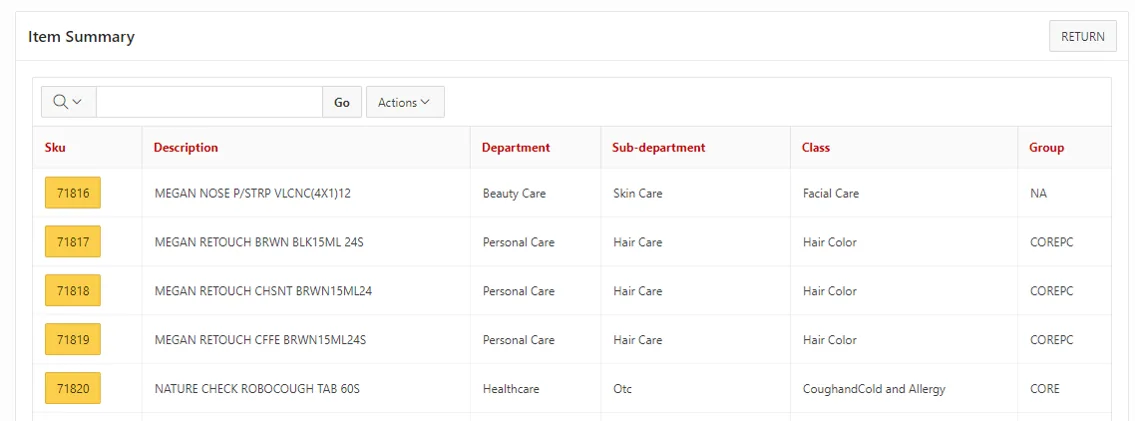 Item Summary RETURN
Go Actions
Sku Description Department Sub-department Class Group
71816 MEGAN NOSE P/STRP VLCNC(4X1)12 Beauty Care Skin Care Facial Care NA
71817 MEGAN RETOUCH BRWN BLK15ML 24S Personal Care Hair Care Hair Color COREPC
71818 MEGAN RETOUCH CHSNT BRWN15ML24 Personal Care Hair Care Hair Color COREPC
71819 MEGAN RETOUCH CFFE BRWN15ML24S Personal Care Hair Care Hair Color COREPC
71820 NATURE CHECK ROBOCOUGH TAB 60S Healthcare Otc CoughandCold and Allergy CORE